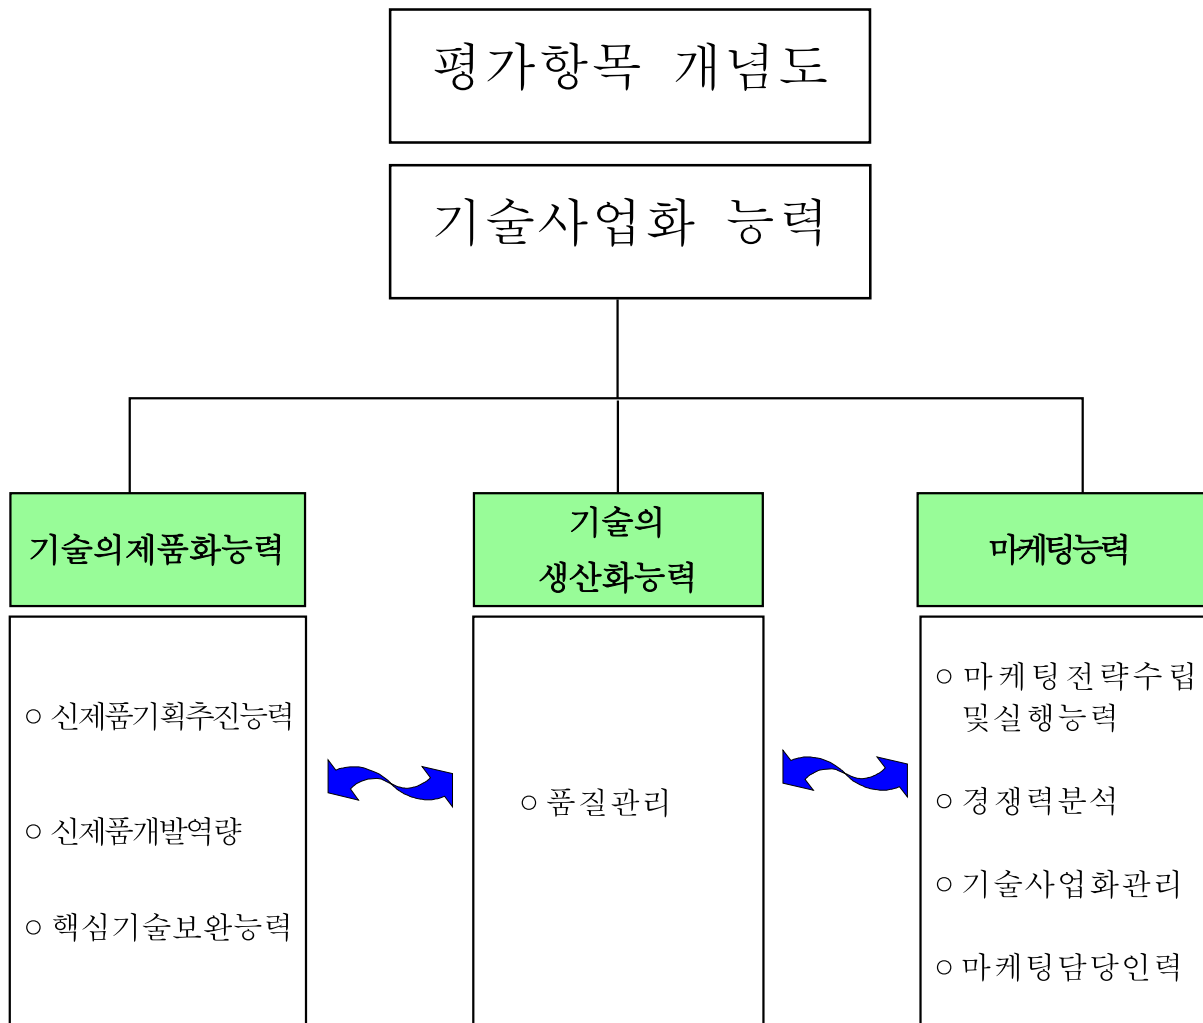 평가항목 개념도
기술사업화 능력
기술의제품화능력
기술의
생산화능력
마케팅능력
○ 신제품기획추진능력
○ 신제품개발역량
○ 핵심기술보완능력
○ 품질관리
○ 마케팅전략수립
및실행능력
○ 경쟁력분석
○ 기술사업화관리
○ 마케팅담당인력